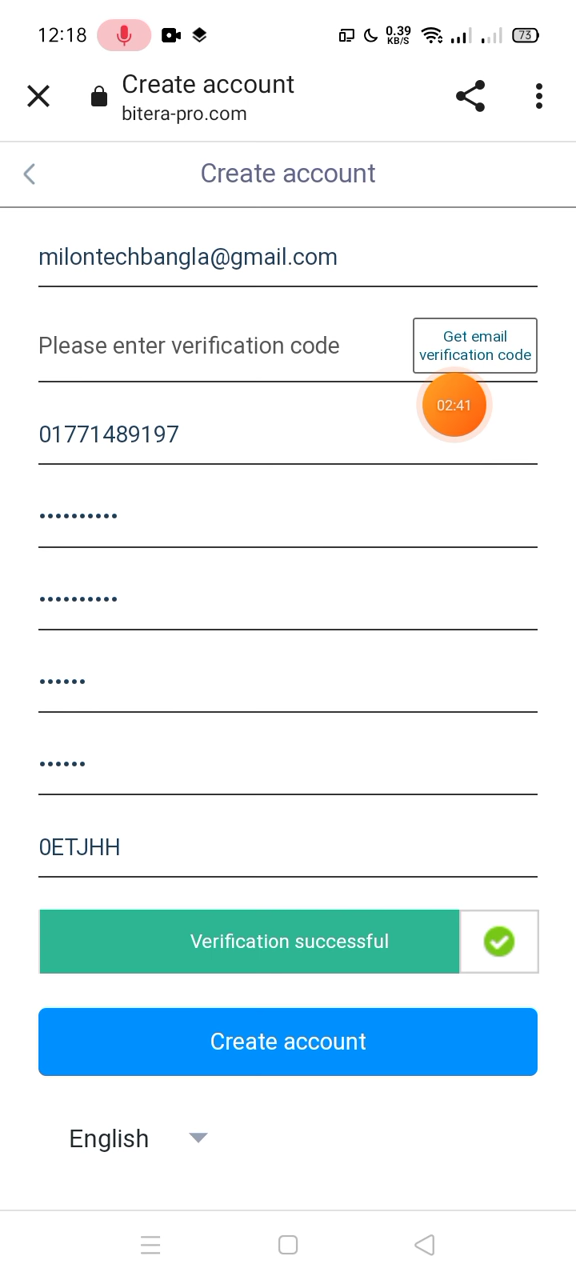 12:18
0.39
KB/S
73
Create account
bitera-pro.com
Create account
milontechbangla@gmail.com
Please enter verification code
Get email
verification code
02:41
01771489197
••••••••••
••••••••••
••••••
••••••
0ETJHH
Verification successful
Create account
English